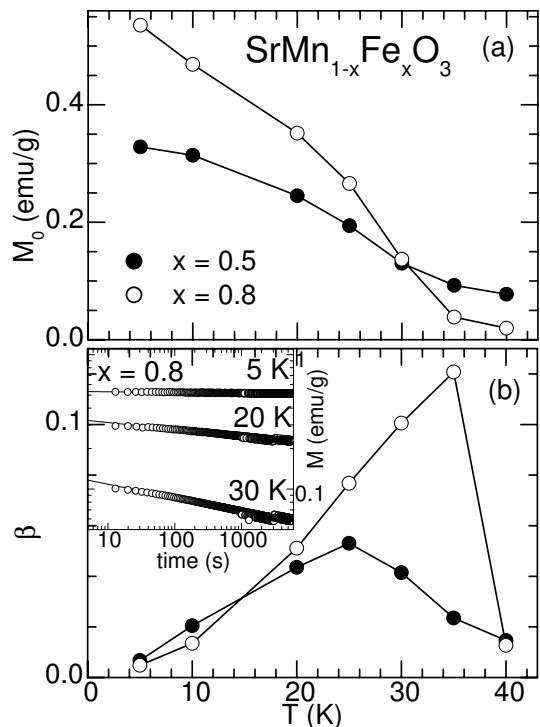 SrMn1-xFexO3 (a)
0.4
0.2
0.0
M0 (emu/g)
x = 0.5
x = 0.8
(b)
x = 0.8
5 K
20 K
30 K
1
0.1
M (emu/g)
10 100 1000
time (s)
0.1
0.0
β
0 10 20 30 40
T (K)